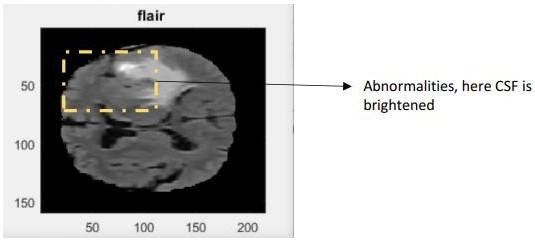 flair
50
100
150
50 100 150 200
Abnormalities, here CSF is
brightened